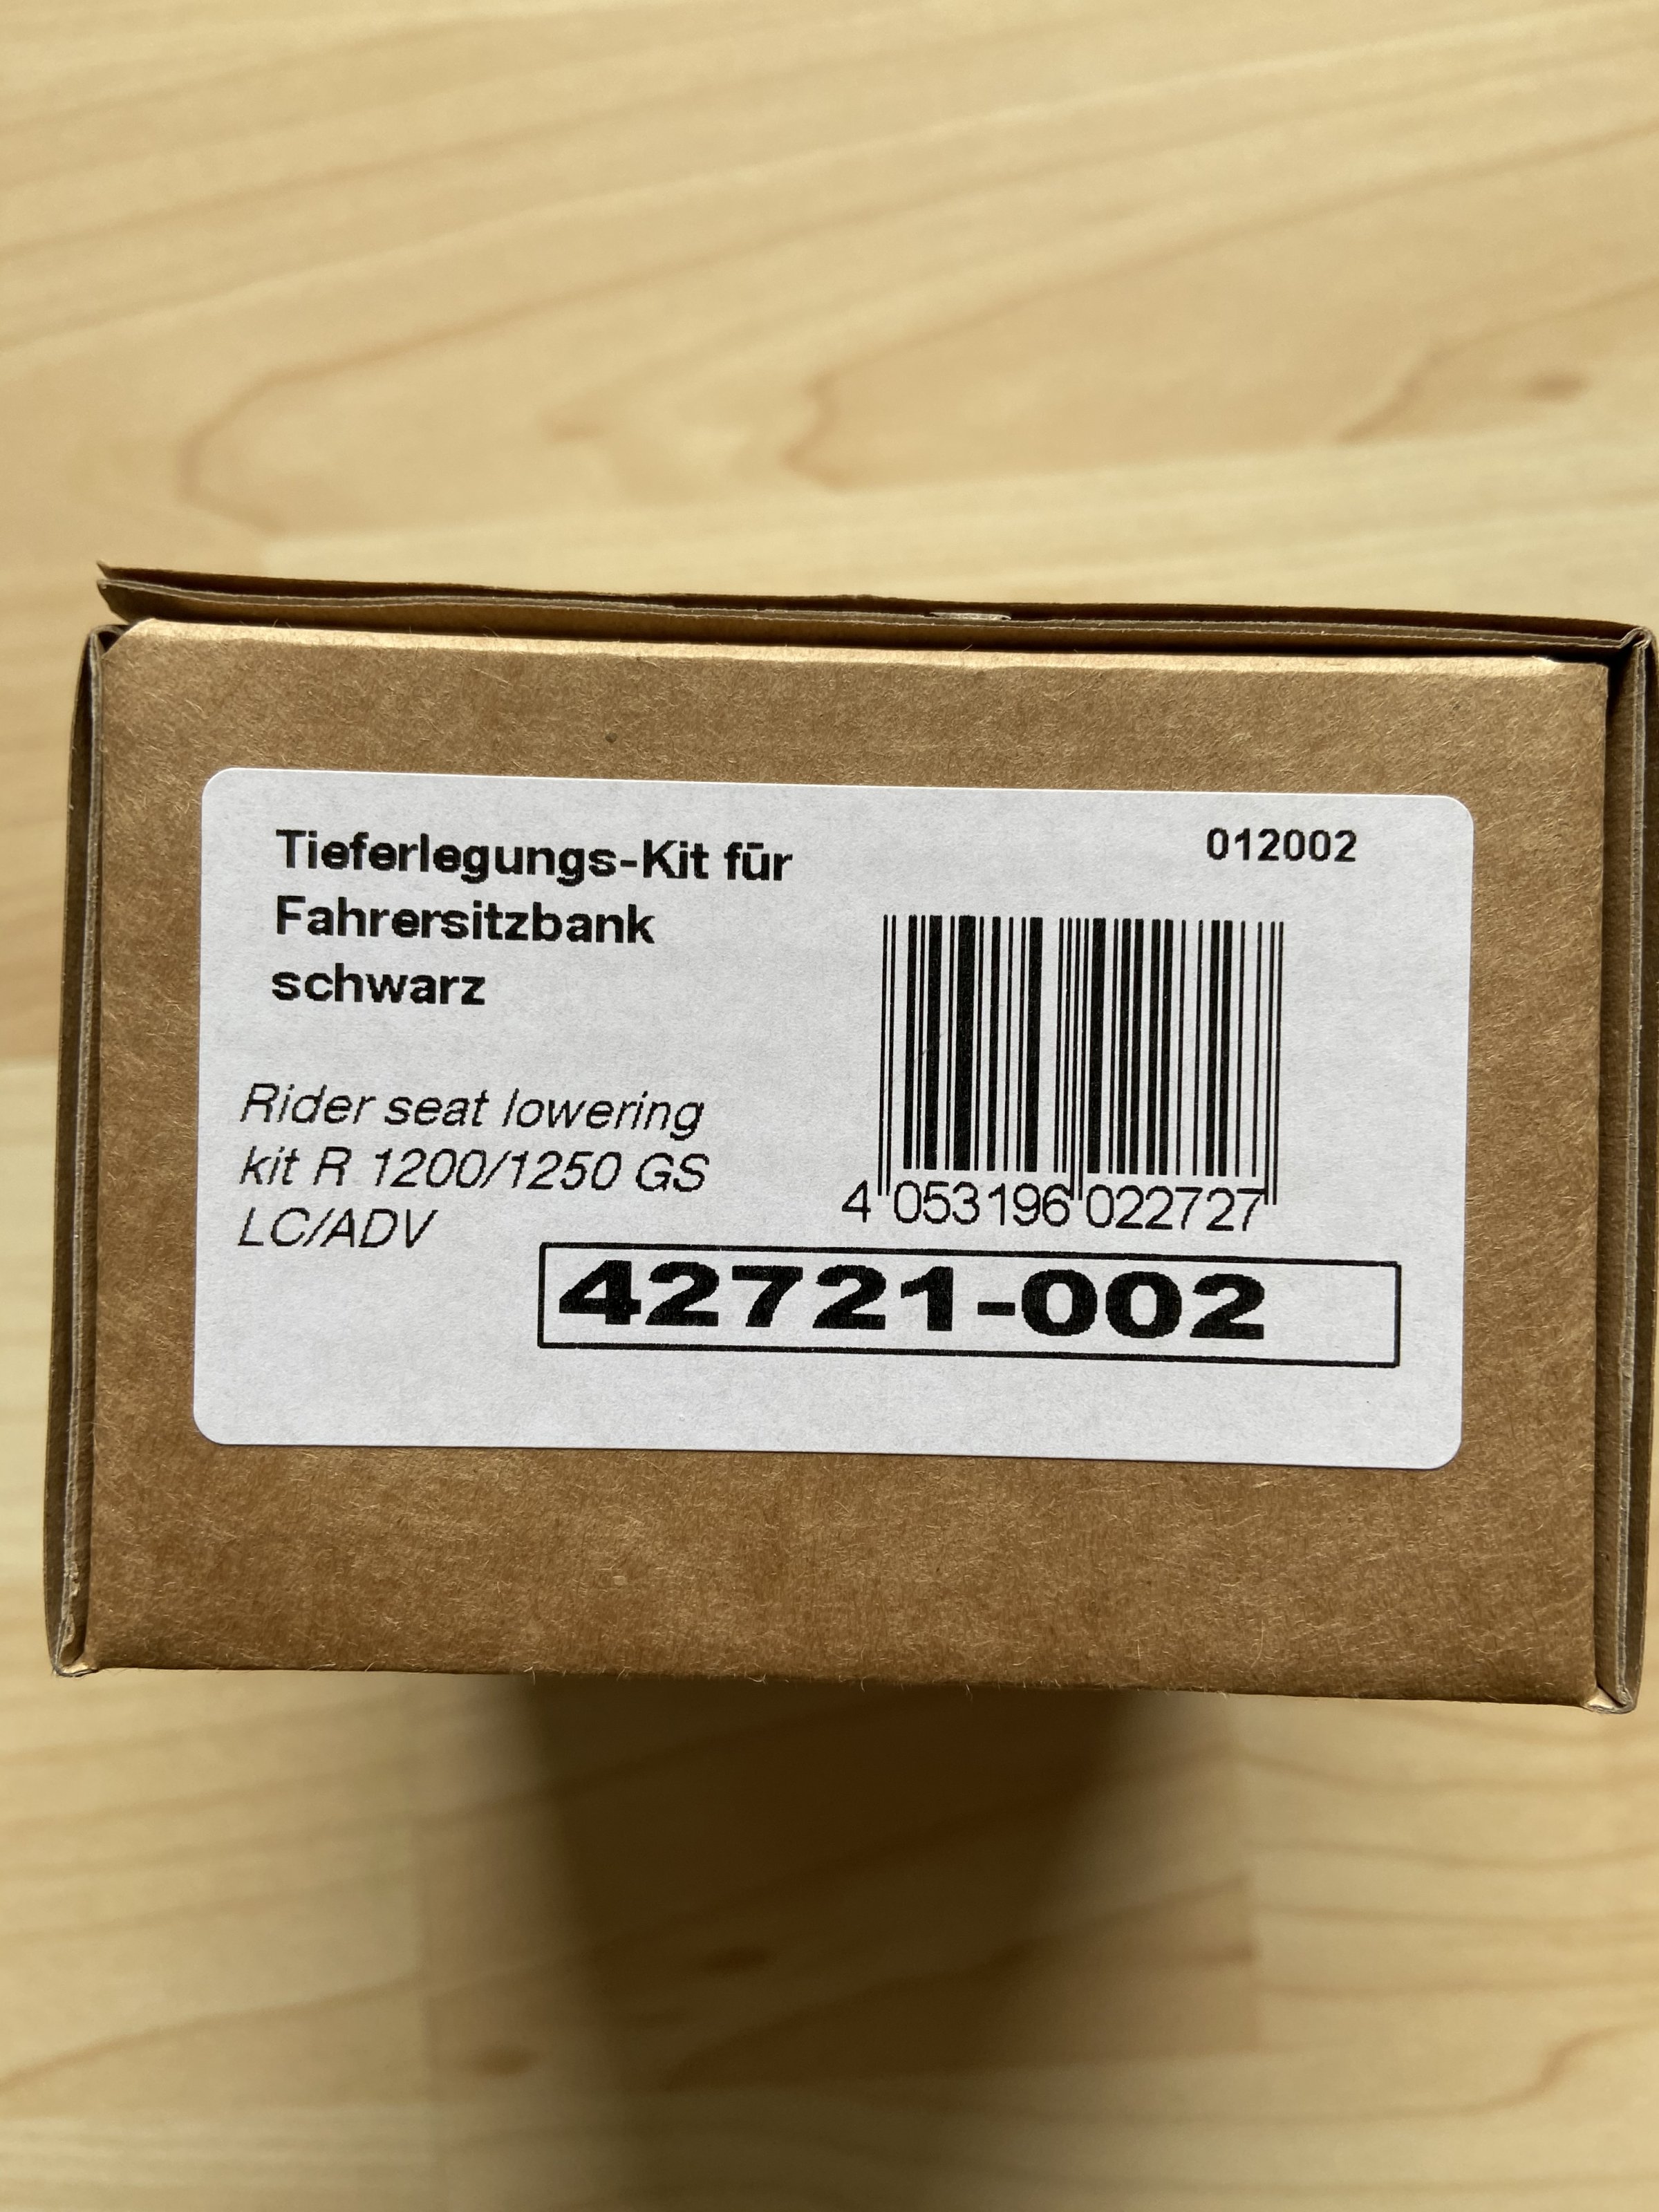 Tieferlegungs-Kit für
Fahrersitzbank
schwarz
012002
Rider seat lowering
kit R 1200/1250 GS
LC/ADV
4 053196 022727
42721-002